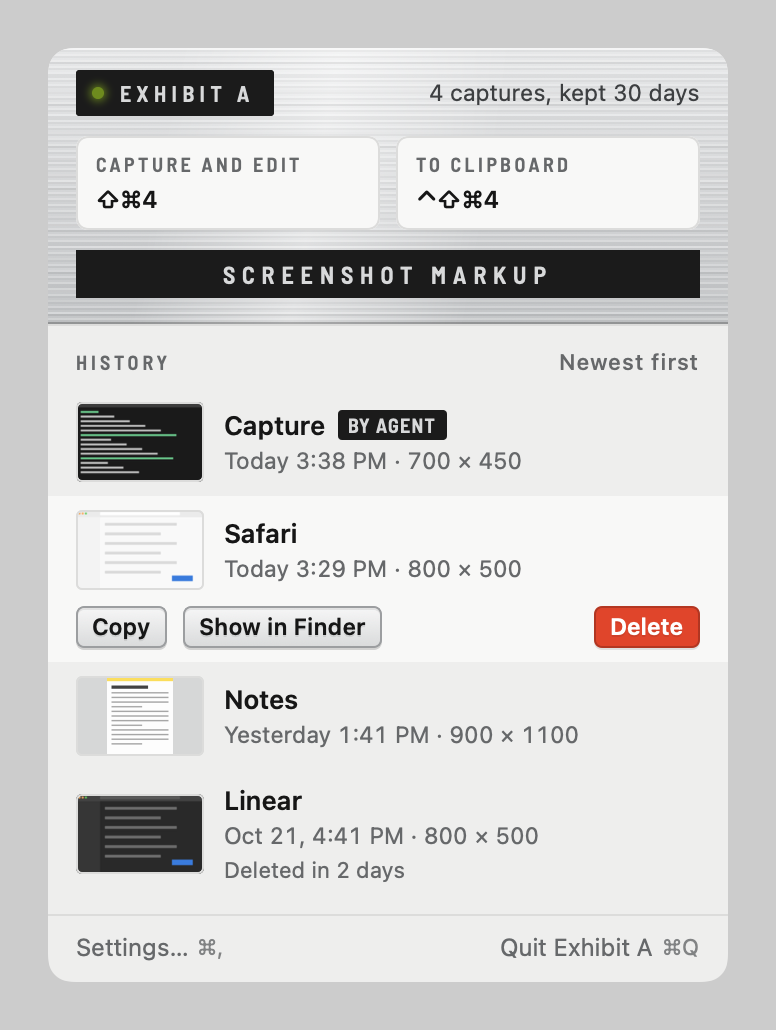 EXHIBIT A
4 captures, kept 30 days
CAPTURE AND EDIT
⇧⌘4
TO CLIPBOARD
⌃⇧⌘4
SCREENSHOT MARKUP
HISTORY
Newest first
Capture BY AGENT
Today 3:38 PM · 700 × 450
Safari
Today 3:29 PM · 800 × 500
Copy
Show in Finder
Delete
Notes
Yesterday 1:41 PM · 900 × 1100
Linear
Oct 21, 4:41 PM · 800 × 500
Deleted in 2 days
Settings... ⌘,
Quit Exhibit A ⌘Q